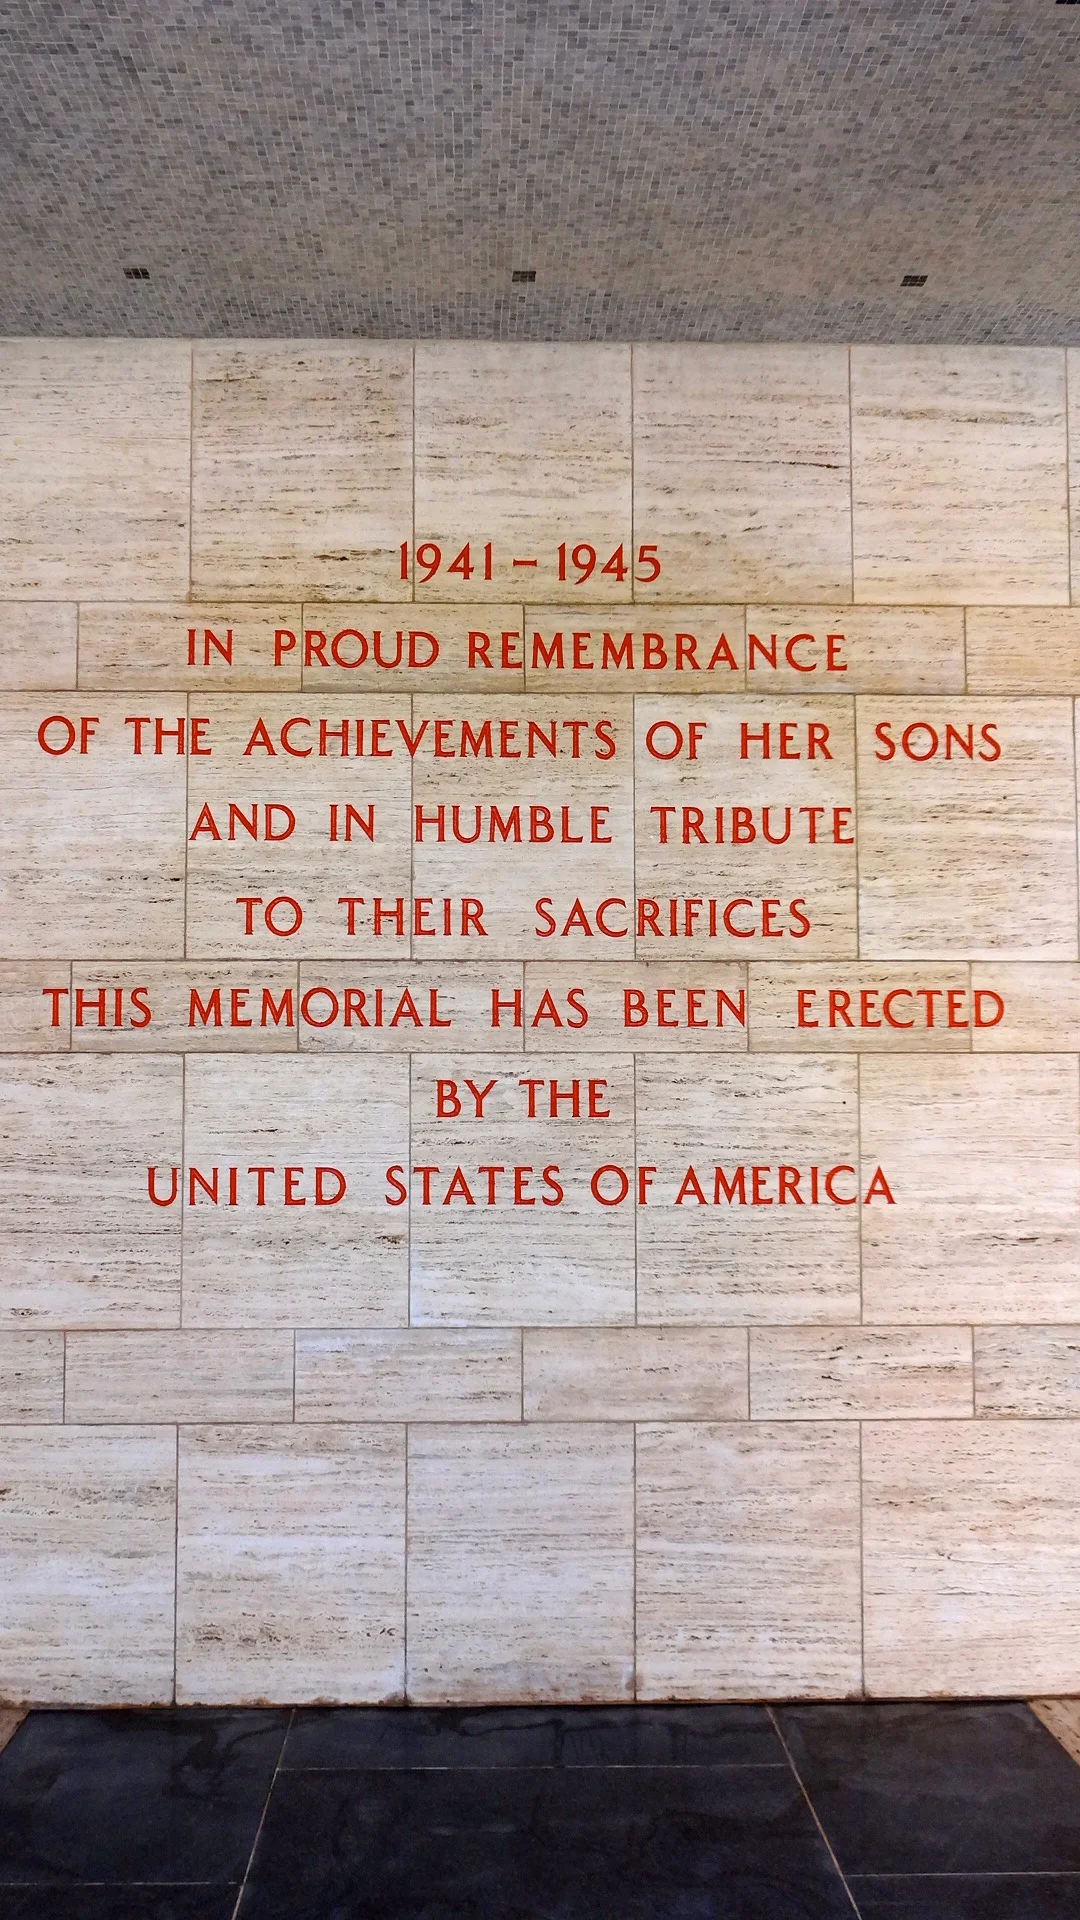 1941 – 1945
IN PROUD REMEMBRANCE
OF THE ACHIEVEMENTS OF HER SONS
AND IN HUMBLE TRIBUTE
TO THEIR SACRIFICES
THIS MEMORIAL HAS BEEN ERECTED
BY THE
UNITED STATES OF AMERICA